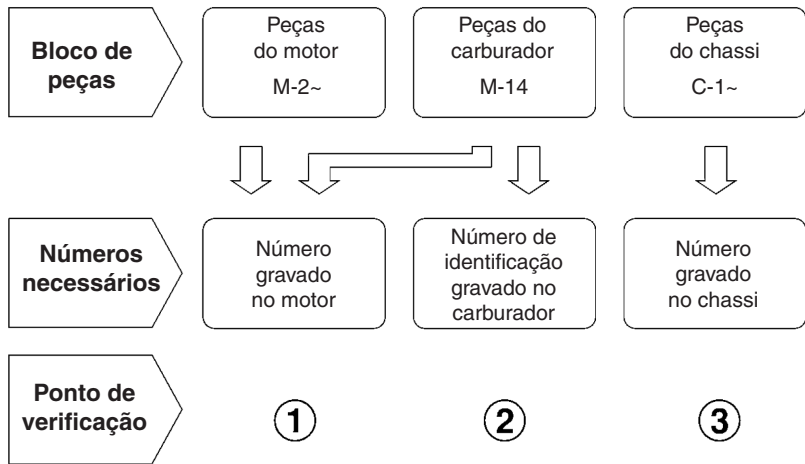 Bloco de
peças
Peças
do motor
M-2~
Peças do
carburador
M-14
Peças
do chassi
C-1~
Números
necessários
Número
gravado
no motor
Número de
identificação
gravado no
carburador
Número
gravado
no chassi
Ponto de
verificação
1
2
3